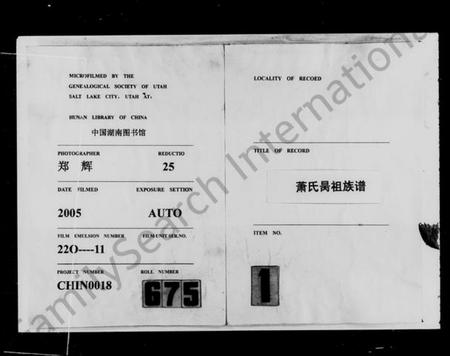 MICROFILMED BY THE
GENEALOGICAL SOCIETY OF UTAH
SALT LAKE CITY, UTAH AT:
HUNAN LIBRARY OF CHINA
中国湖南图书馆
PHOTOGRAPHER REDUCTIO
郑 辉 25
DATE FILMED EXPOSURE SETTION
2005 AUTO
FILM EMULSION NUMBER FILM UNIT SER.NO.
22O----11
PROJECT NUMBER ROLL NUMBER
CHIN0018 675
LOCALITY OF RECOED
TITLE OF RECORD
萧氏昺祖族谱
ITEM NO.
1
FamilySearch International